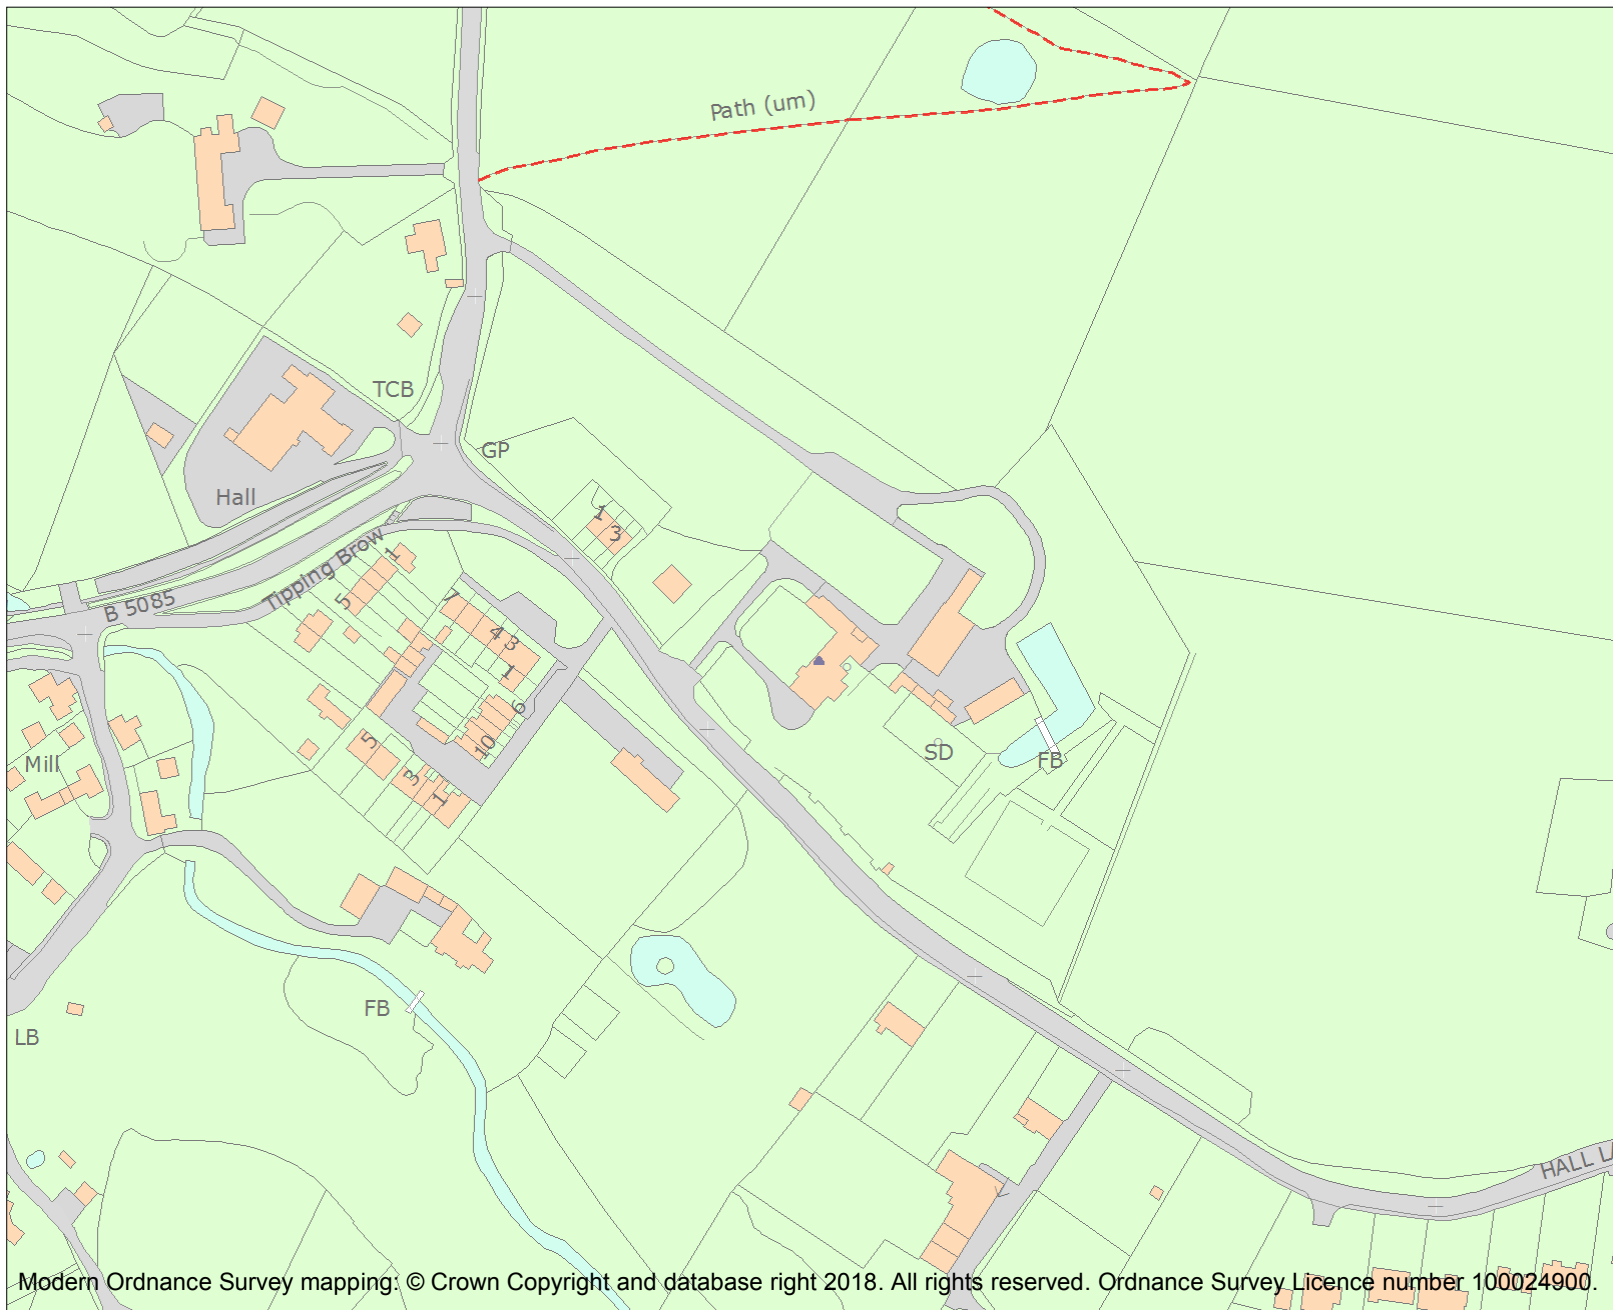 Path (um)
TCB
GP
Hall
1
3
Tipping Brow
1
5
B 5085
7
4
3
1
6
10
5
3
1
Mill
SD
FB
FB
LB
HALL LA
Modern Ordnance Survey mapping: © Crown Copyright and database right 2018. All rights reserved. Ordnance Survey Licence number 100024900.